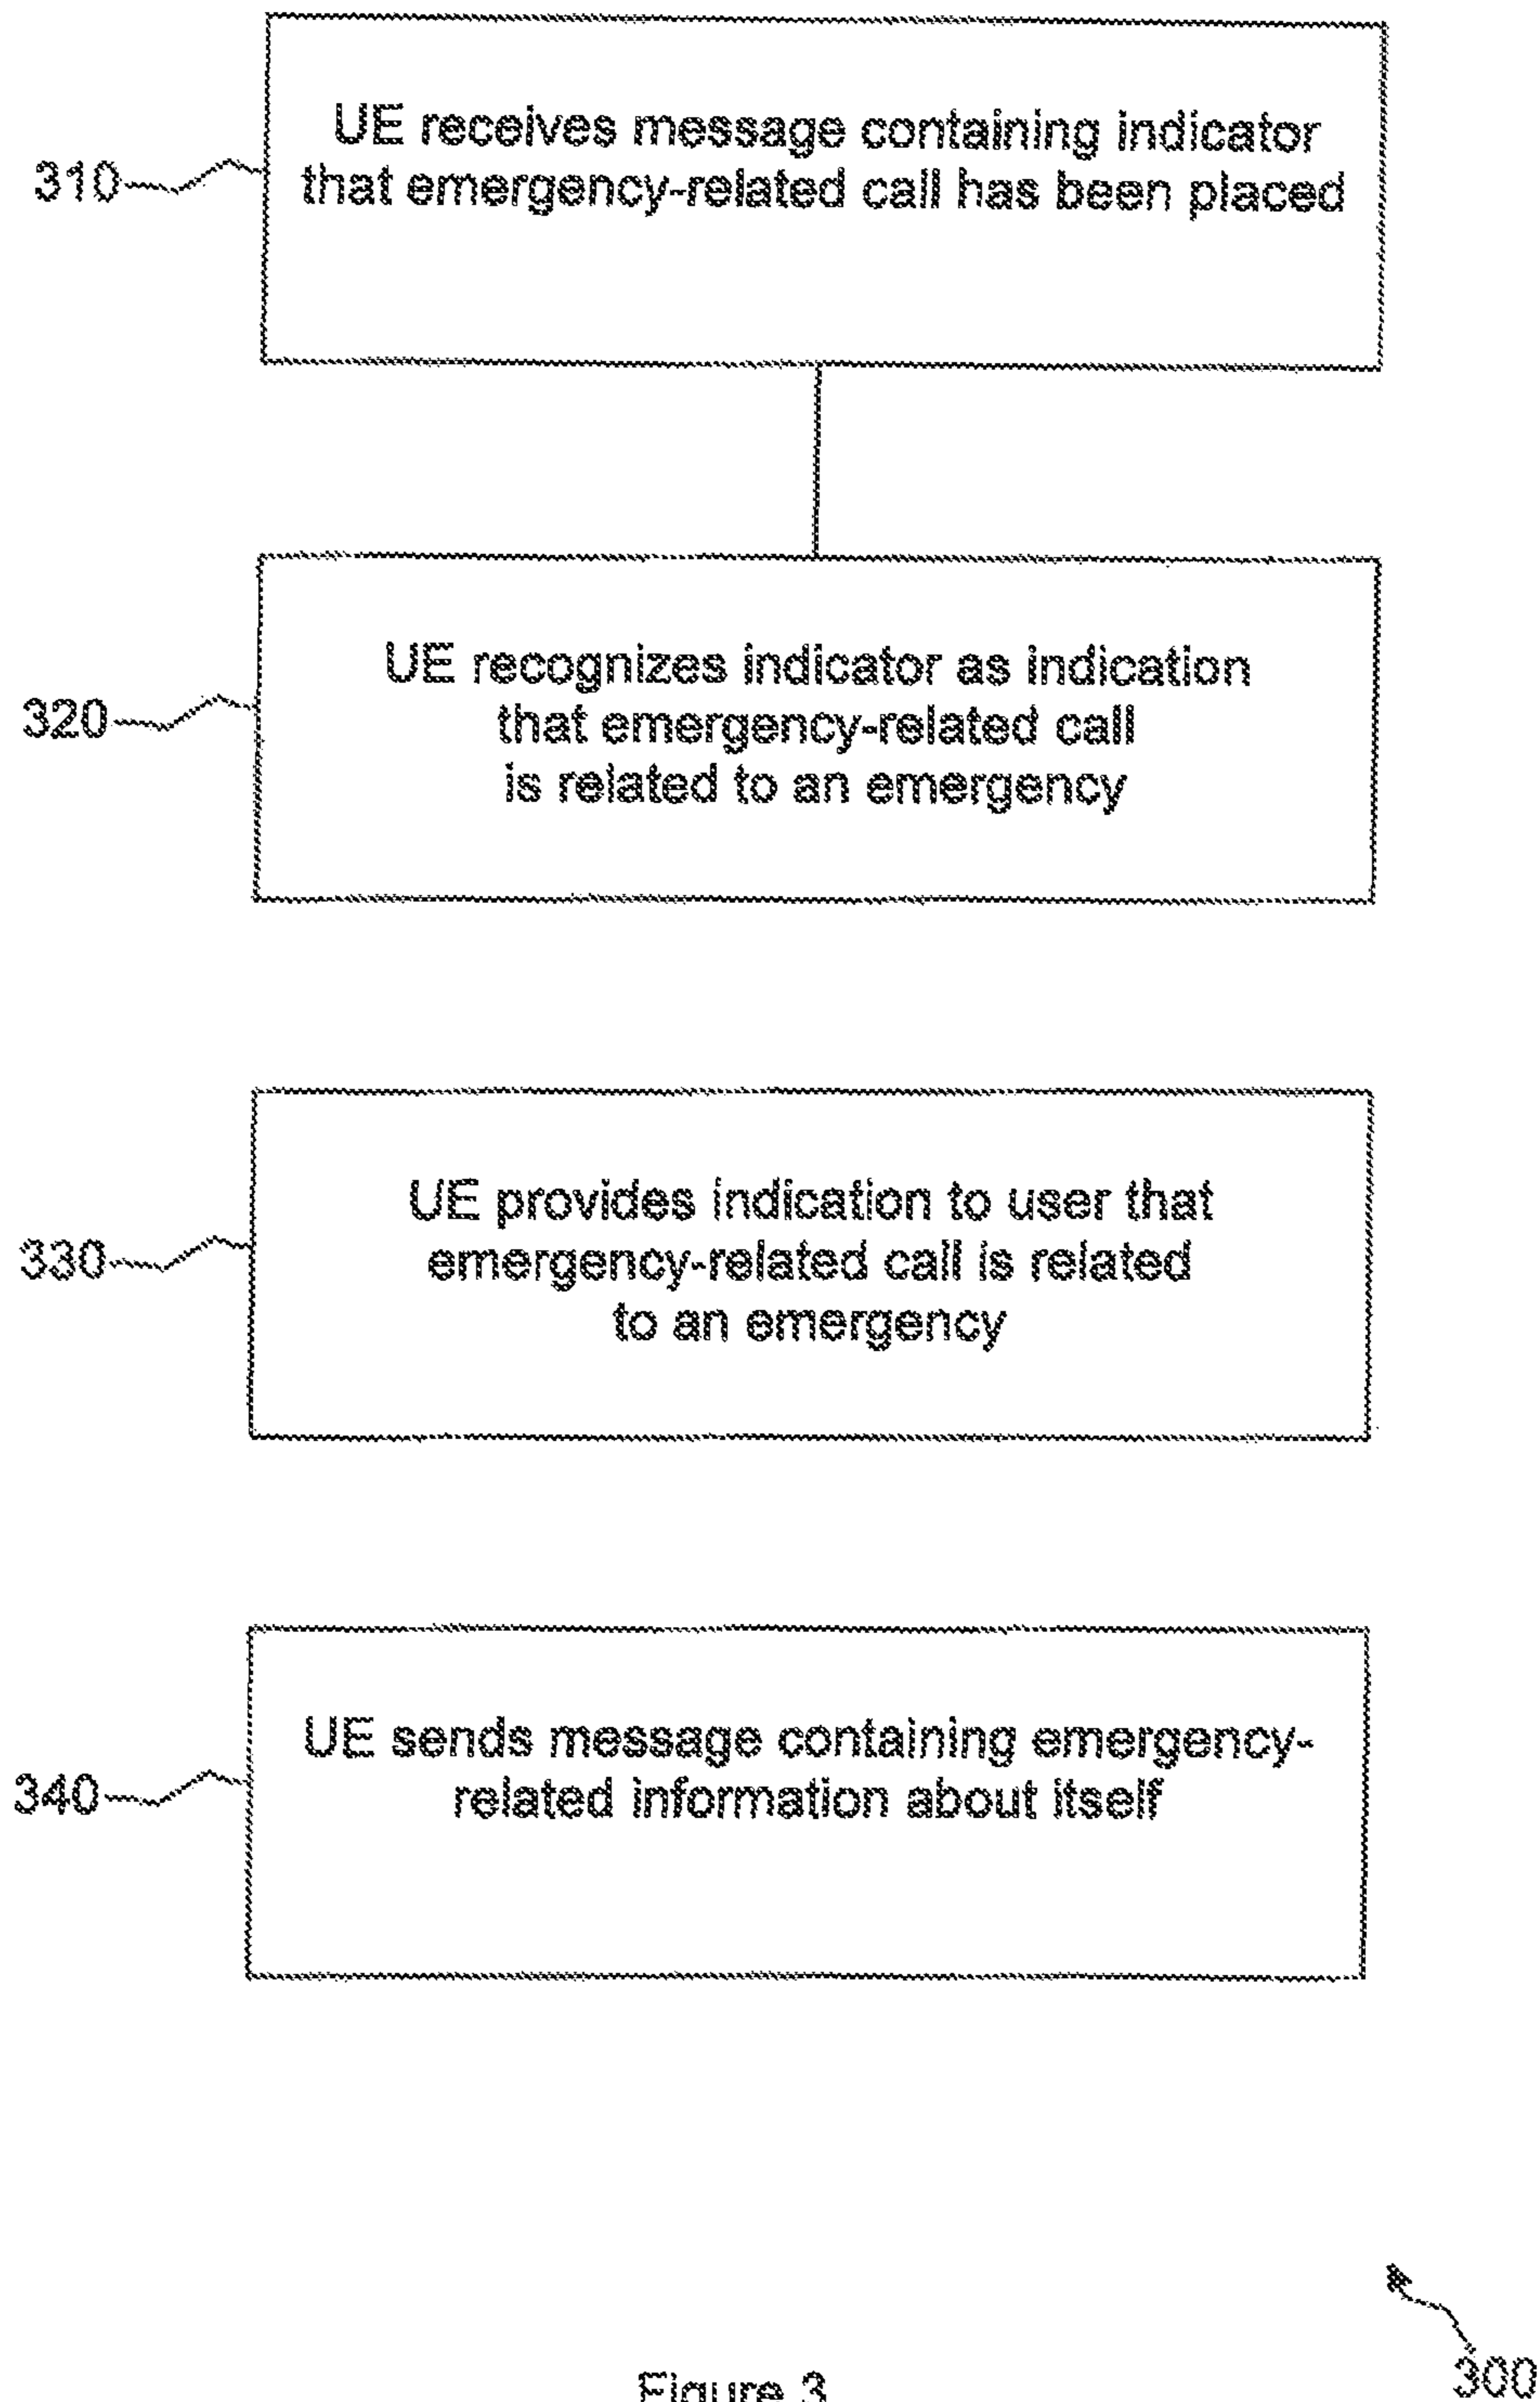 UE receives message containing indicator
that emergency-related call has been placed
310
UE recognizes indicator as indication
that emergency-related call
is related to an emergency
320
UE provides indication to user that
emergency-related call is related
to an emergency
330
UE sends message containing emergency-
related information about itself
340
300
Figure 3